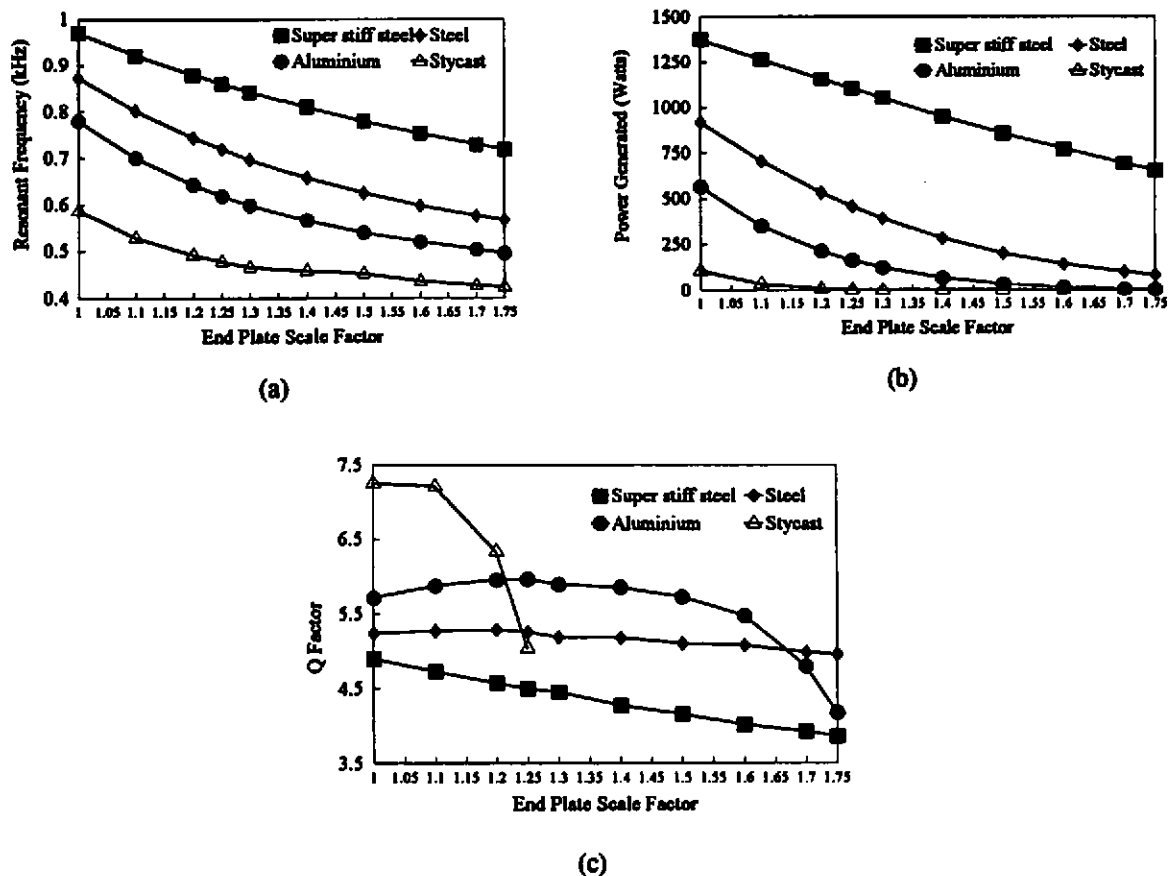 1
0.9
0.8
0.7
0.6
0.5
0.4
Resonant Frequency (kHz)
Super stiff steel Steel
Aluminium Stycast
1 1.05 1.1 1.15 1.2 1.25 1.3 1.35 1.4 1.45 1.5 1.55 1.6 1.65 1.7 1.75
End Plate Scale Factor
(a)
1500
1250
1000
750
500
250
0
Power Generated (Watts)
Super stiff steel Steel
Aluminium Stycast
1 1.05 1.1 1.15 1.2 1.25 1.3 1.35 1.4 1.45 1.5 1.55 1.6 1.65 1.7 1.75
End Plate Scale Factor
(b)
7.5
6.5
5.5
4.5
3.5
Q Factor
Super stiff steel Steel
Aluminium Stycast
1 1.05 1.1 1.15 1.2 1.25 1.3 1.35 1.4 1.45 1.5 1.55 1.6 1.65 1.7 1.75
End Plate Scale Factor
(c)